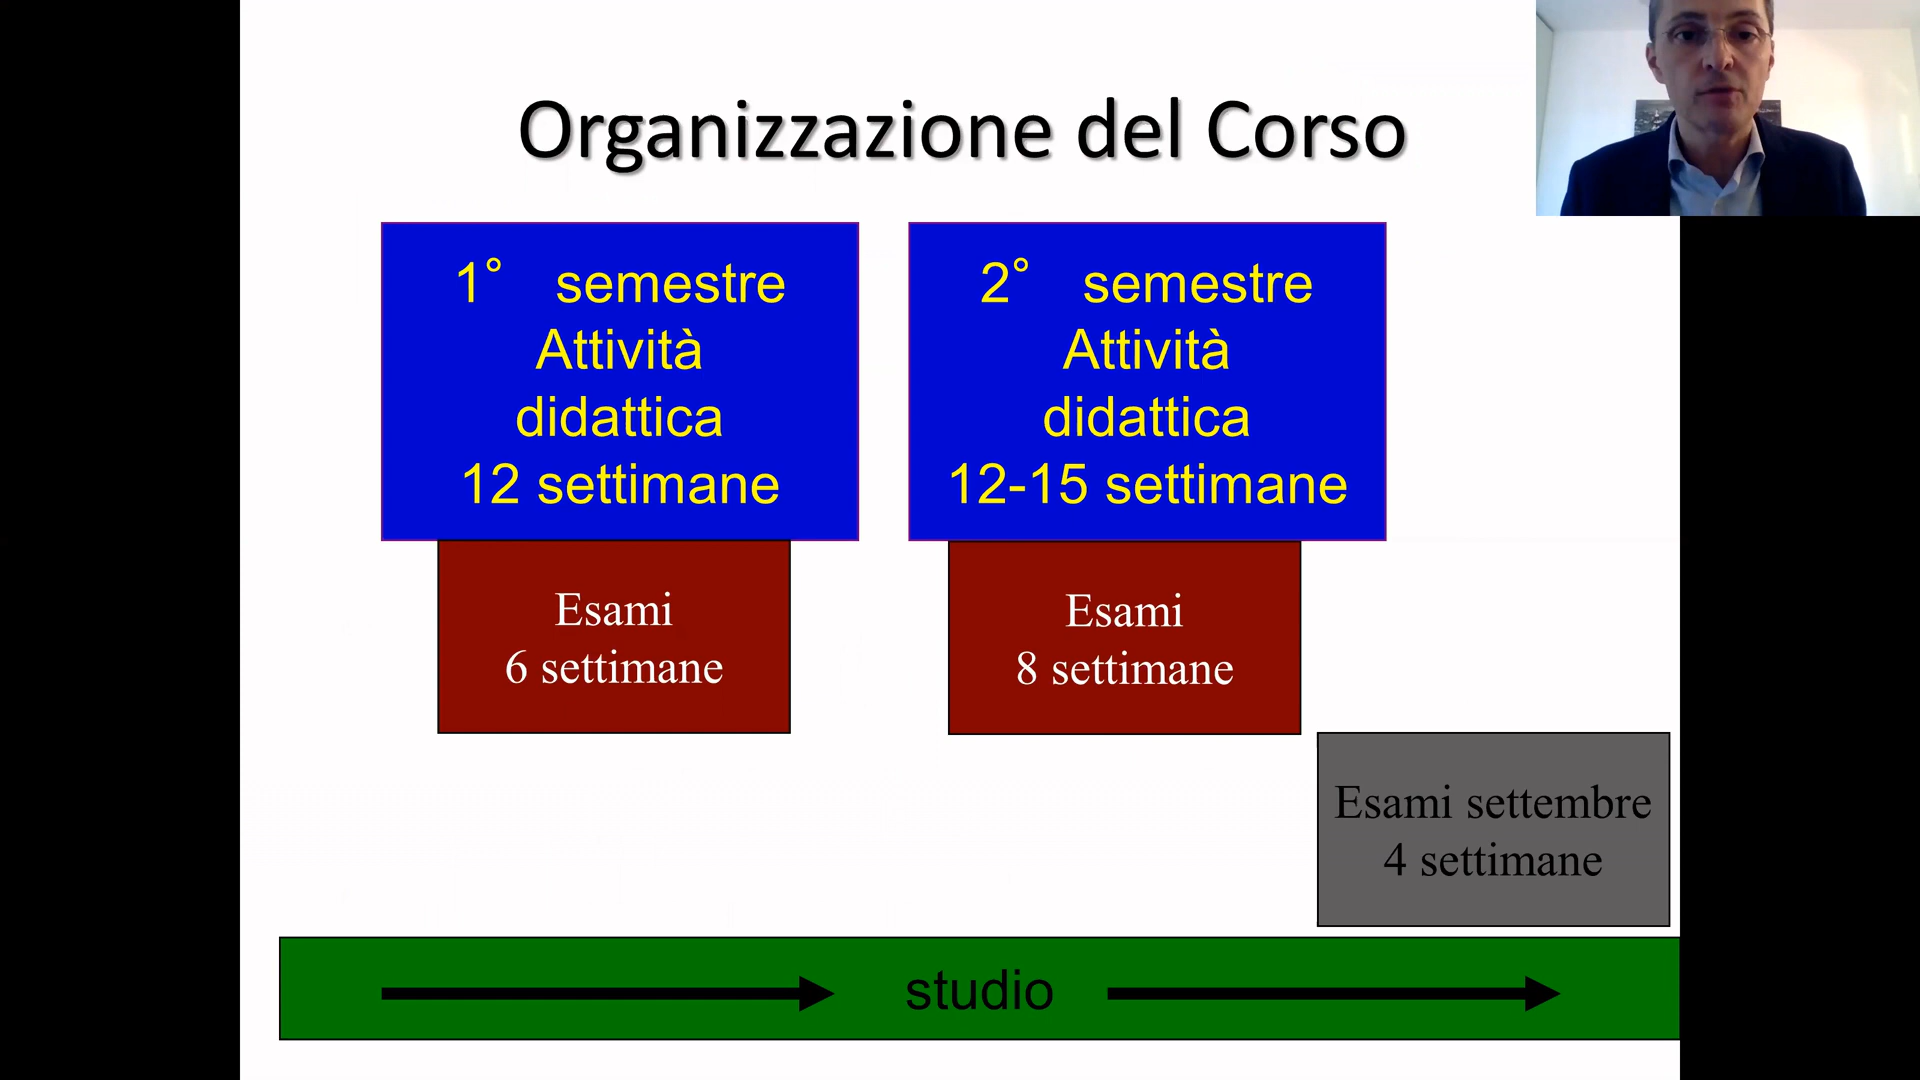 Organizzazione del Corso
1° semestre
Attività
didattica
12 settimane
2° semestre
Attività
didattica
12-15 settimane
Esami
6 settimane
Esami
8 settimane
Esami settembre
4 settimane
studio